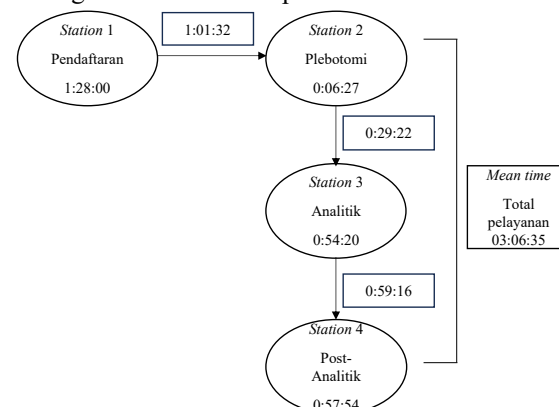 Station 1
Pendaftaran
1:28:00
1:01:32
Station 2
Plebotomi
0:06:27
0:29:22
Station 3
Analitik
0:54:20
0:59:16
Station 4
Post-
Analitik
0:57:54
Mean time
Total
pelayanan
03:06:35